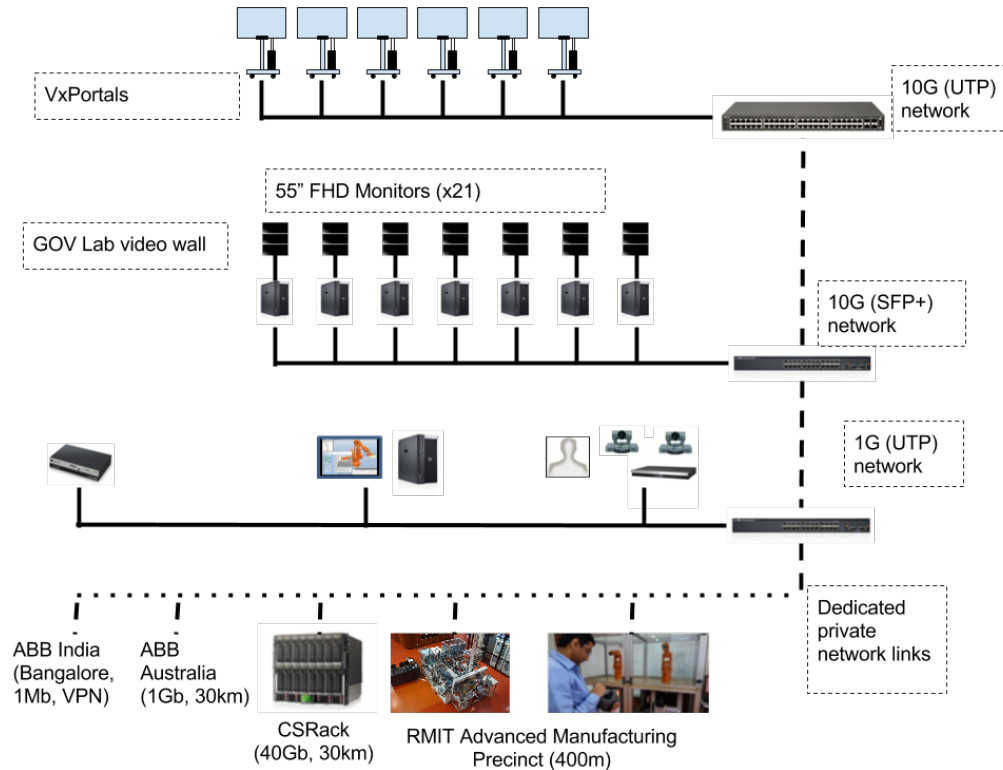 VxPortals
10G (UTP)
network
55” FHD Monitors (x21)
GOV Lab video wall
10G (SFP+)
network
1G (UTP)
network
Dedicated
private
network links
ABB India
(Bangalore,
1Mb, VPN)
ABB
Australia
(1Gb, 30km)
CSRack
(40Gb, 30km)
RMIT Advanced Manufacturing
Precinct (400m)